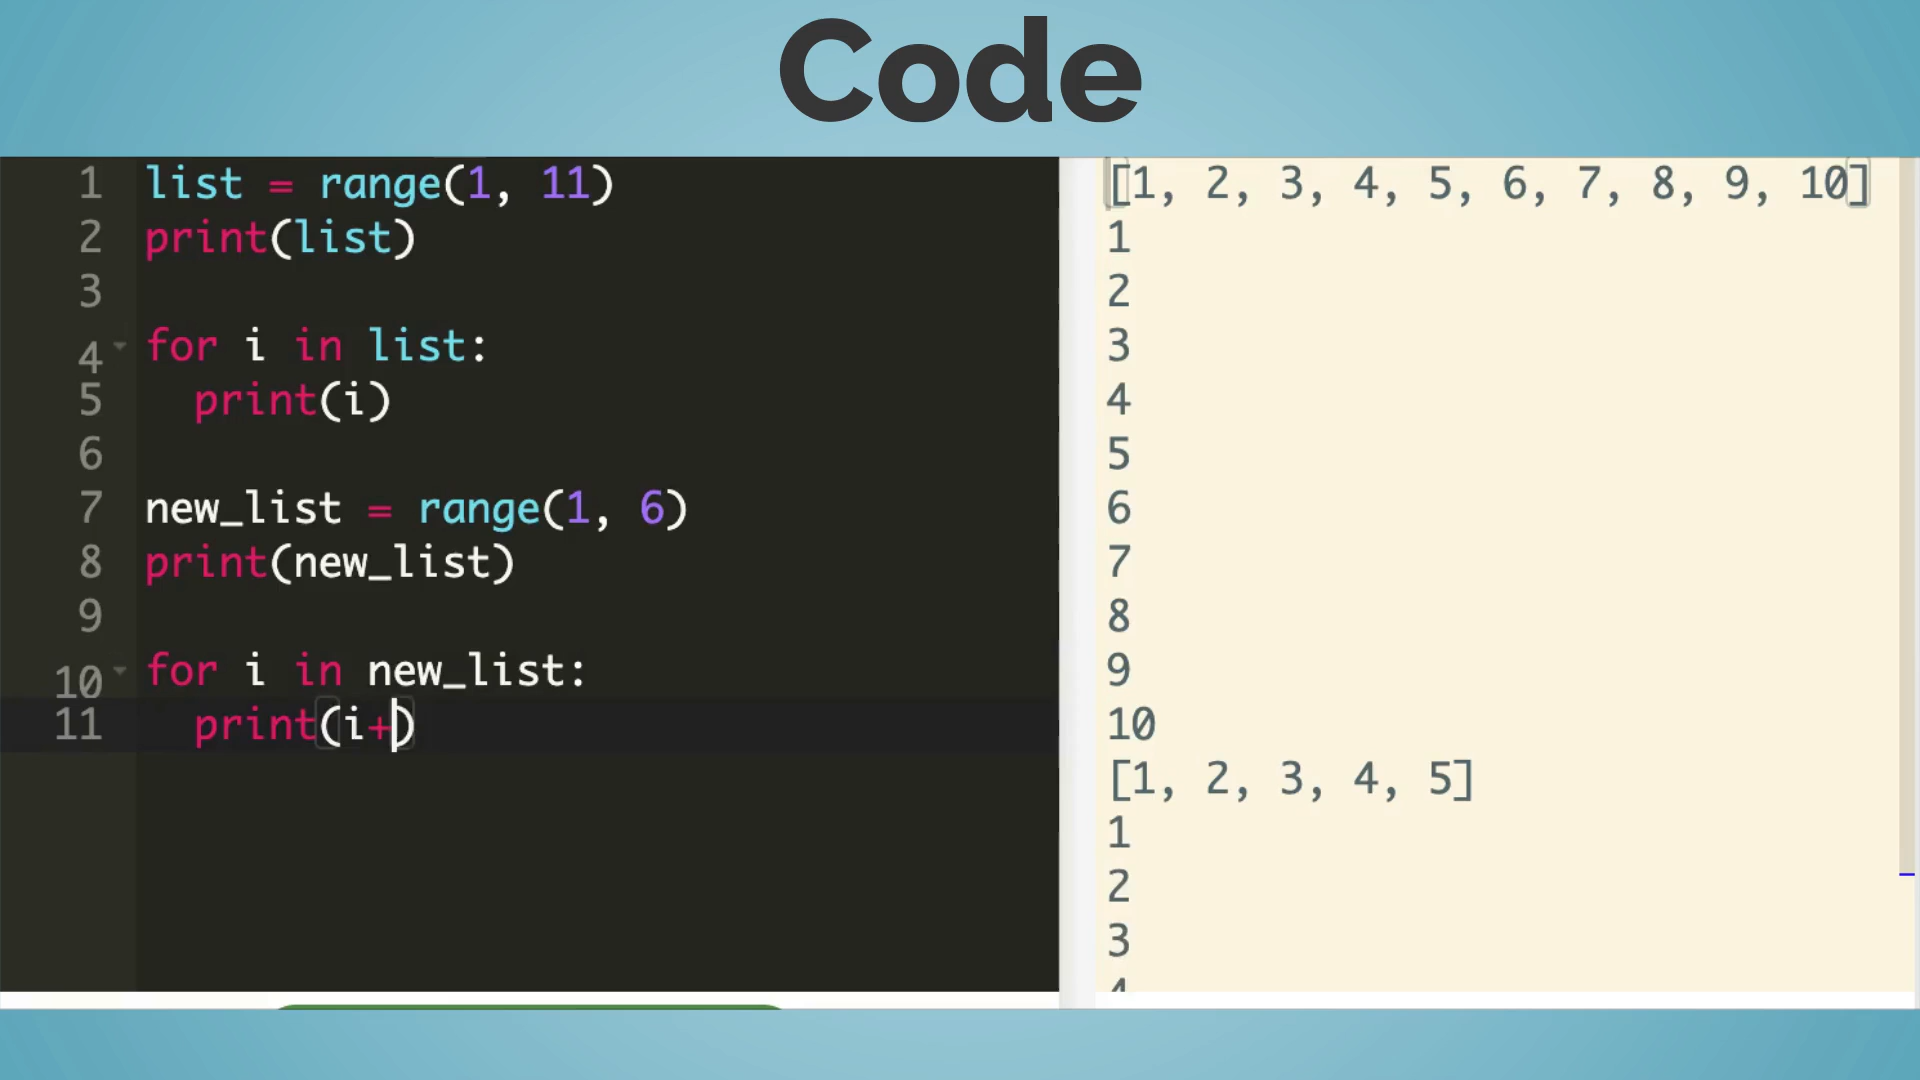 Code
1 list = range(1, 11)
2 print(list)
3
4 for i in list:
5   print(i)
6
7 new_list = range(1, 6)
8 print(new_list)
9
10 for i in new_list:
11   print(i+)
[1, 2, 3, 4, 5, 6, 7, 8, 9, 10]
1
2
3
4
5
6
7
8
9
10
[1, 2, 3, 4, 5]
1
2
3
4